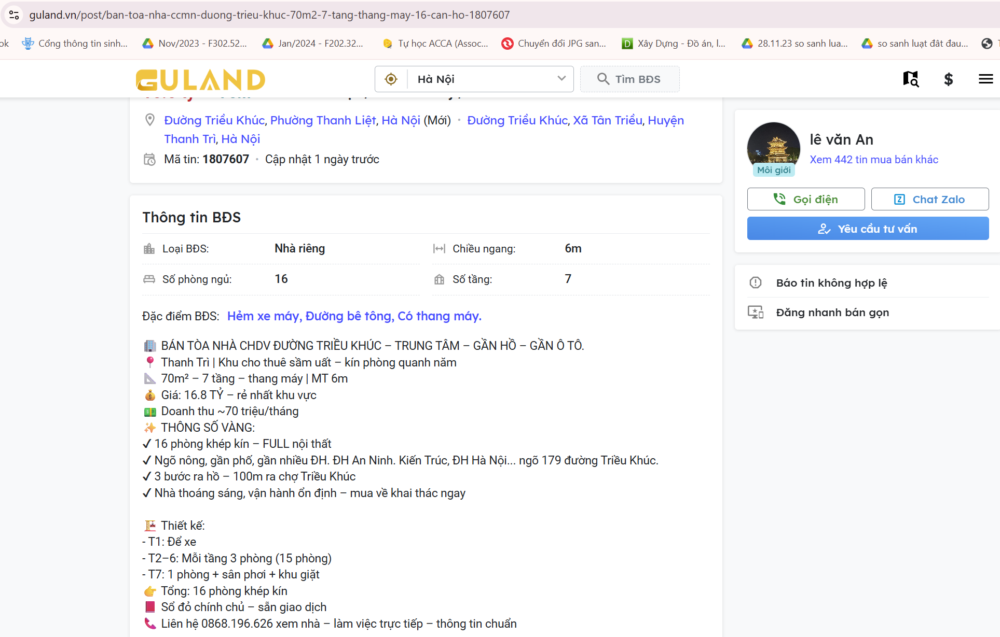 guland.vn/post/ban-toa-nha-ccmn-duong-trieu-khuc-70m2-7-tang-thang-may-16-can-ho-1807607
ok Cổng thông tin sinh... Nov/2023 - F302.52... Jan/2024 - F202.32... Tự học ACCA (Assoc... Chuyển đổi JPG san... Xây Dựng - Đồ án, l... 28.11.23 so sanh lua... so sanh luạt đât đau...
GULAND
Hà Nội
Tìm BĐS
Đường Triều Khúc, Phường Thanh Liệt, Hà Nội (Mới) • Đường Triều Khúc, Xã Tân Triều, Huyện
Thanh Trì, Hà Nội
Mã tin: 1807607 • Cập nhật 1 ngày trước
Thông tin BĐS
Loại BĐS: Nhà riêng
Chiều ngang: 6m
Số phòng ngủ: 16
Số tầng: 7
Đặc điểm BĐS: Hẻm xe máy, Đường bê tông, Có thang máy.
🏢 BÁN TÒA NHÀ CHDV ĐƯỜNG TRIỀU KHÚC – TRUNG TÂM – GẦN HỒ – GẦN Ô TÔ.
📍 Thanh Trì | Khu cho thuê sầm uất – kín phòng quanh năm
📐 70m² – 7 tầng – thang máy | MT 6m
💰 Giá: 16.8 TỶ – rẻ nhất khu vực
💵 Doanh thu ~70 triệu/tháng
✨ THÔNG SỐ VÀNG:
✔ 16 phòng khép kín – FULL nội thất
✔ Ngõ nông, gần phố, gần nhiều ĐH. ĐH An Ninh. Kiến Trúc, ĐH Hà Nội... ngõ 179 đường Triều Khúc.
✔ 3 bước ra hồ – 100m ra chợ Triều Khúc
✔ Nhà thoáng sáng, vận hành ổn định – mua về khai thác ngay
🏗 Thiết kế:
- T1: Để xe
- T2–6: Mỗi tầng 3 phòng (15 phòng)
- T7: 1 phòng + sân phơi + khu giặt
👉 Tổng: 16 phòng khép kín
📕 Sổ đỏ chính chủ – sẵn giao dịch
📞 Liên hệ 0868.196.626 xem nhà – làm việc trực tiếp – thông tin chuẩn
lê văn An
Xem 442 tin mua bán khác
Môi giới
Gọi điện
Chat Zalo
Yêu cầu tư vấn
Báo tin không hợp lệ
Đăng nhanh bán gọn